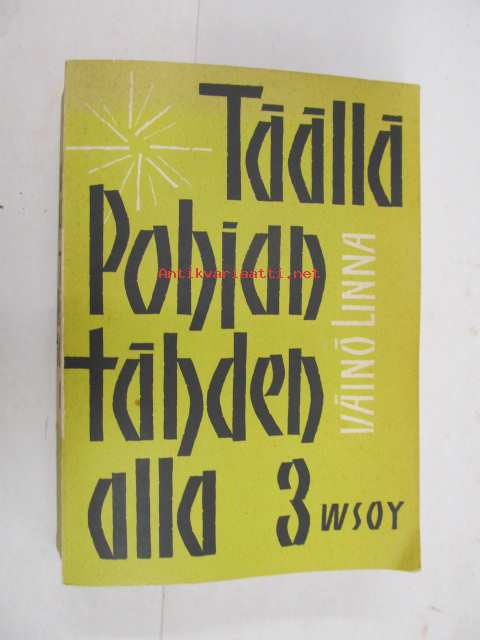 Täällä
Pohjan
Antikvariaatti.net
tähden
alla 3
VÄINÖ LINNA
WSOY